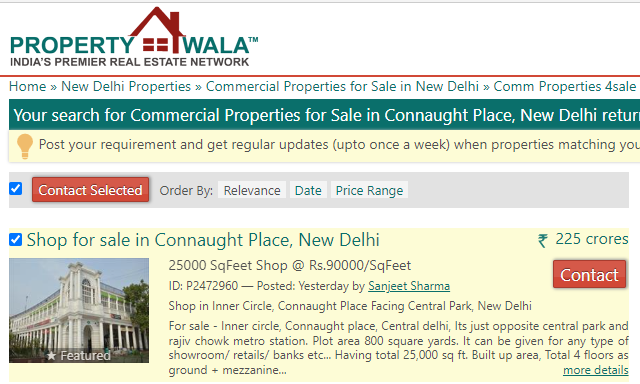 PROPERTY WALA™
INDIA'S PREMIER REAL ESTATE NETWORK
Home » New Delhi Properties » Commercial Properties for Sale in New Delhi » Comm Properties 4sale
Your search for Commercial Properties for Sale in Connaught Place, New Delhi retur
Post your requirement and get regular updates (upto once a week) when properties matching you
Contact Selected Order By: Relevance Date Price Range
Shop for sale in Connaught Place, New Delhi ₹ 225 crores
25000 SqFeet Shop @ Rs.90000/SqFeet
Contact
ID: P2472960 — Posted: Yesterday by Sanjeet Sharma
Shop in Inner Circle, Connaught Place Facing Central Park, New Delhi
For sale - Inner circle, Connaught place, Central delhi, Its just opposite central park and
rajiv chowk metro station. Plot area 800 square yards. It can be given for any type of
showroom/ retails/ banks etc... Having total 25,000 sq ft. Built up area, Total 4 floors as
ground + mezzanine... more details
★ Featured